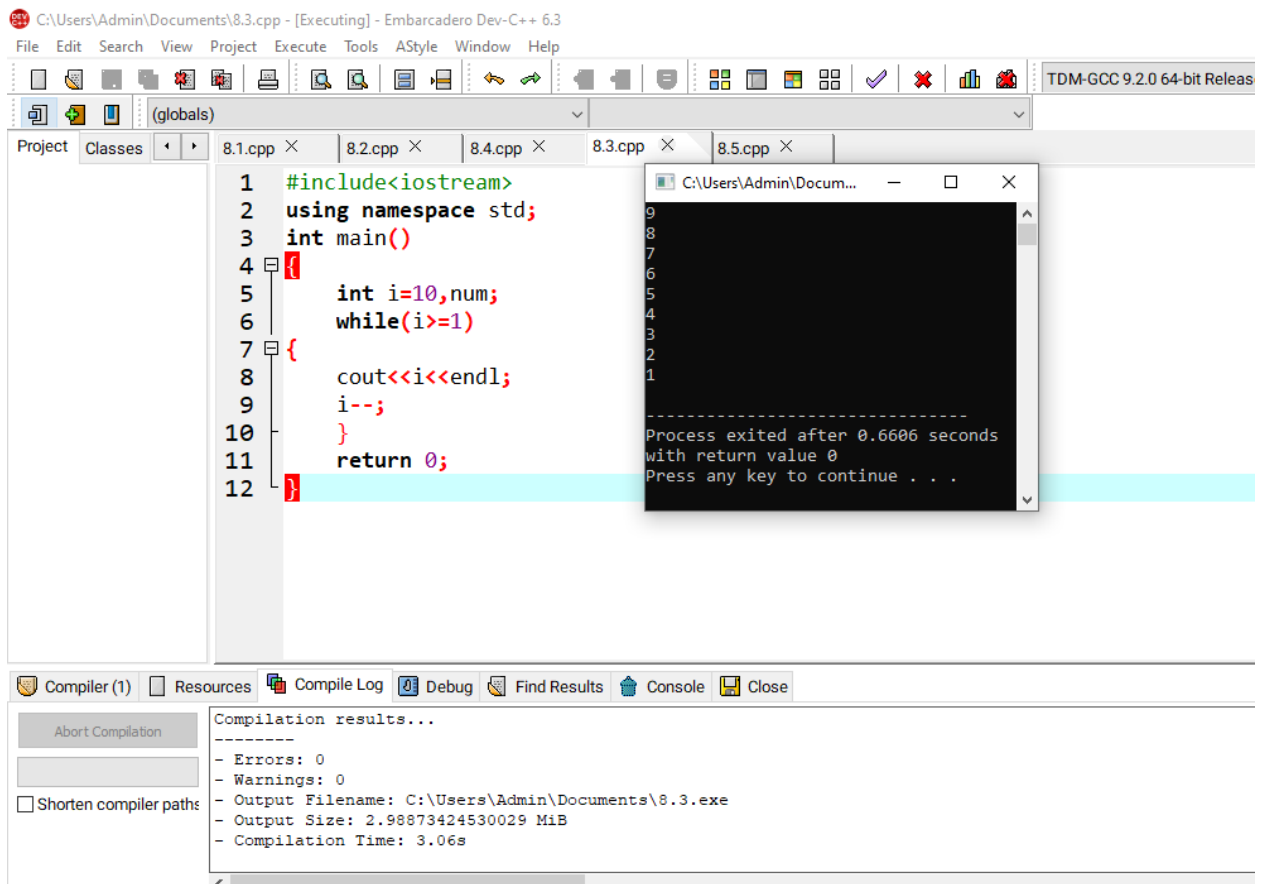 C:\Users\Admin\Documents\8.3.cpp - [Executing] - Embarcadero Dev-C++ 6.3
File Edit Search View Project Execute Tools AStyle Window Help
TDM-GCC 9.2.0 64-bit Releas
(globals)
Project Classes 8.1.cpp 8.2.cpp 8.4.cpp 8.3.cpp 8.5.cpp
1 #include<iostream>
2 using namespace std;
3 int main()
4 {
5 int i=10,num;
6 while(i>=1)
7 {
8 cout<<i<<endl;
9 i--;
10 }
11 return 0;
12 }
C:\Users\Admin\Docum...
9
8
7
6
5
4
3
2
1
--------------------------------
Process exited after 0.6606 seconds
with return value 0
Press any key to continue . . .
Compiler (1) Resources Compile Log Debug Find Results Console Close
Abort Compilation
Shorten compiler paths
Compilation results...
--------
- Errors: 0
- Warnings: 0
- Output Filename: C:\Users\Admin\Documents\8.3.exe
- Output Size: 2.98873424530029 MiB
- Compilation Time: 3.06s